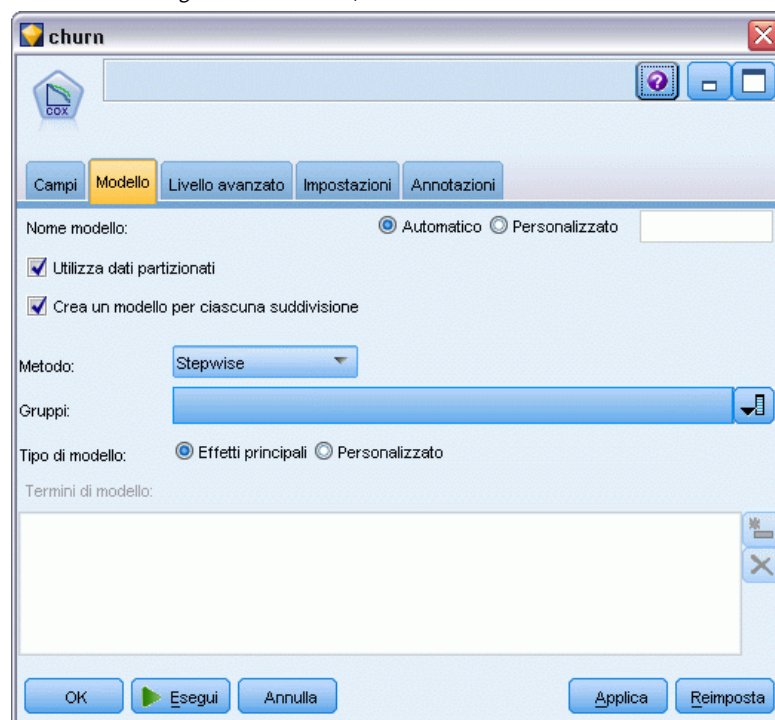 churn
COX
Campi Modello Livello avanzato Impostazioni Annotazioni
Nome modello: Automatico Personalizzato
Utilizza dati partizionati
Crea un modello per ciascuna suddivisione
Metodo: Stepwise
Gruppi:
Tipo di modello: Effetti principali Personalizzato
Termini di modello:
OK Esegui Annulla Applica Reimposta